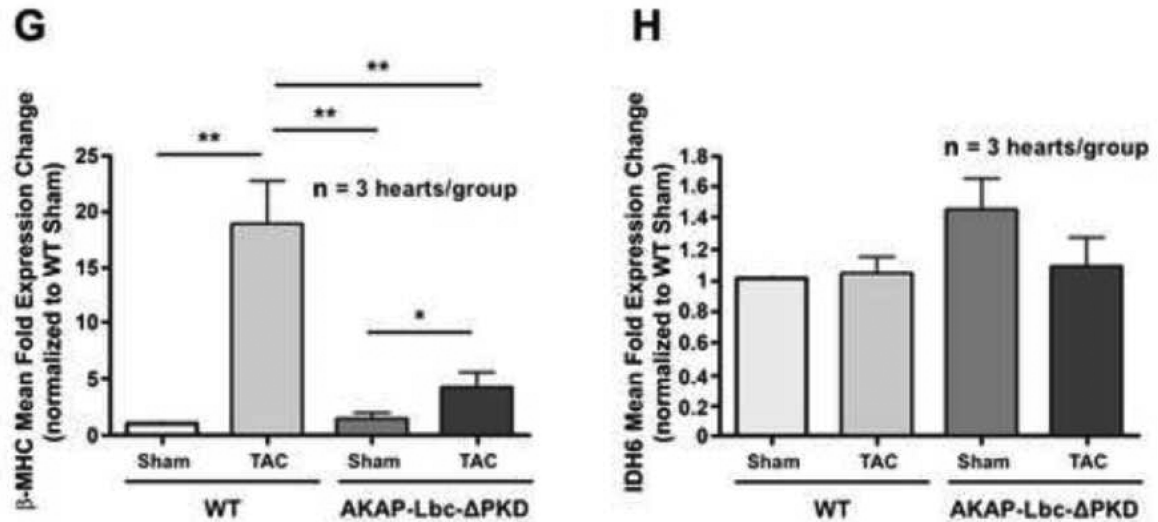 G
β-MHC Mean Fold Expression Change
(normalized to WT Sham)
25
20
15
10
5
0
**
**
**
*
n = 3 hearts/group
Sham TAC Sham TAC
WT AKAP-Lbc-ΔPKD
H
IDH6 Mean Fold Expression Change
(normalized to WT Sham)
1.8
1.6
1.4
1.2
1
0.8
0.6
0.4
0.2
0
n = 3 hearts/group
Sham TAC Sham TAC
WT AKAP-Lbc-ΔPKD